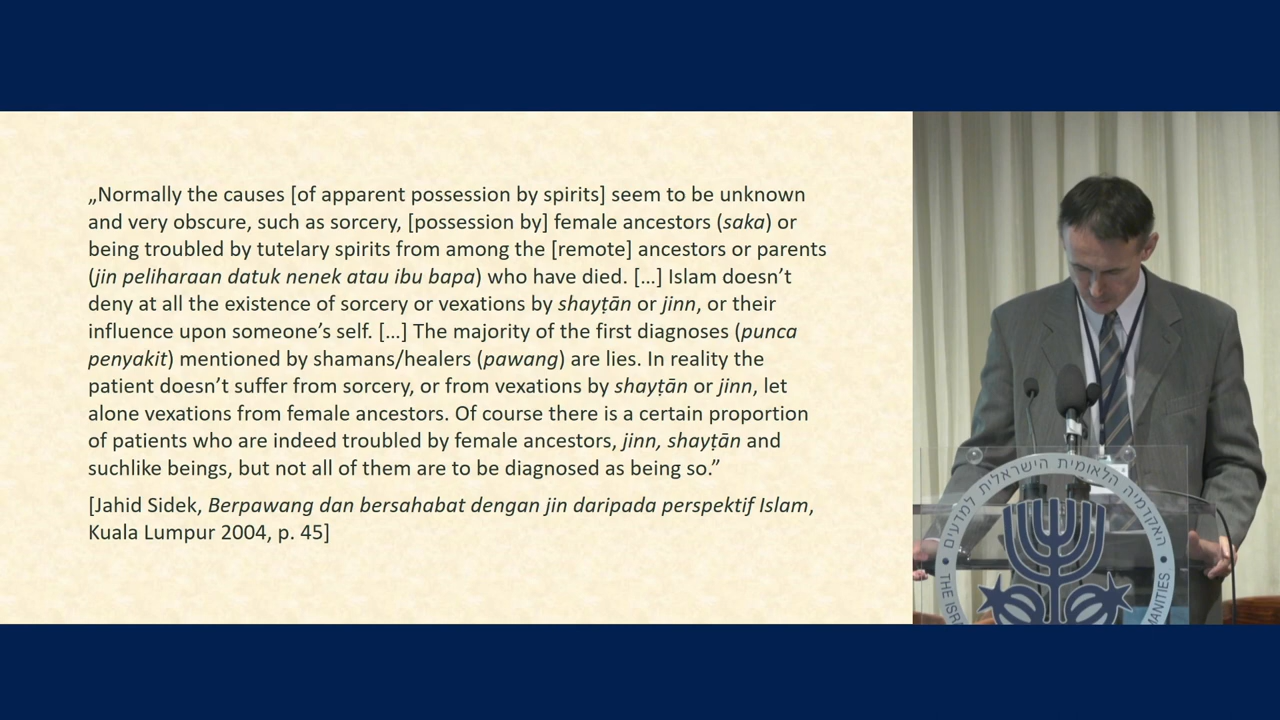 „Normally the causes [of apparent possession by spirits] seem to be unknown
and very obscure, such as sorcery, [possession by] female ancestors (saka) or
being troubled by tutelary spirits from among the [remote] ancestors or parents
(jin peliharaan datuk nenek atau ibu bapa) who have died. […] Islam doesn’t
deny at all the existence of sorcery or vexations by shayṭān or jinn, or their
influence upon someone’s self. […] The majority of the first diagnoses (punca
penyakit) mentioned by shamans/healers (pawang) are lies. In reality the
patient doesn’t suffer from sorcery, or from vexations by shayṭān or jinn, let
alone vexations from female ancestors. Of course there is a certain proportion
of patients who are indeed troubled by female ancestors, jinn, shayṭān and
suchlike beings, but not all of them are to be diagnosed as being so.”
[Jahid Sidek, Berpawang dan bersahabat dengan jin daripada perspektif Islam,
Kuala Lumpur 2004, p. 45]
האקדמיה הלאומית הישראלית למדעים
THE ISR
MANITIES